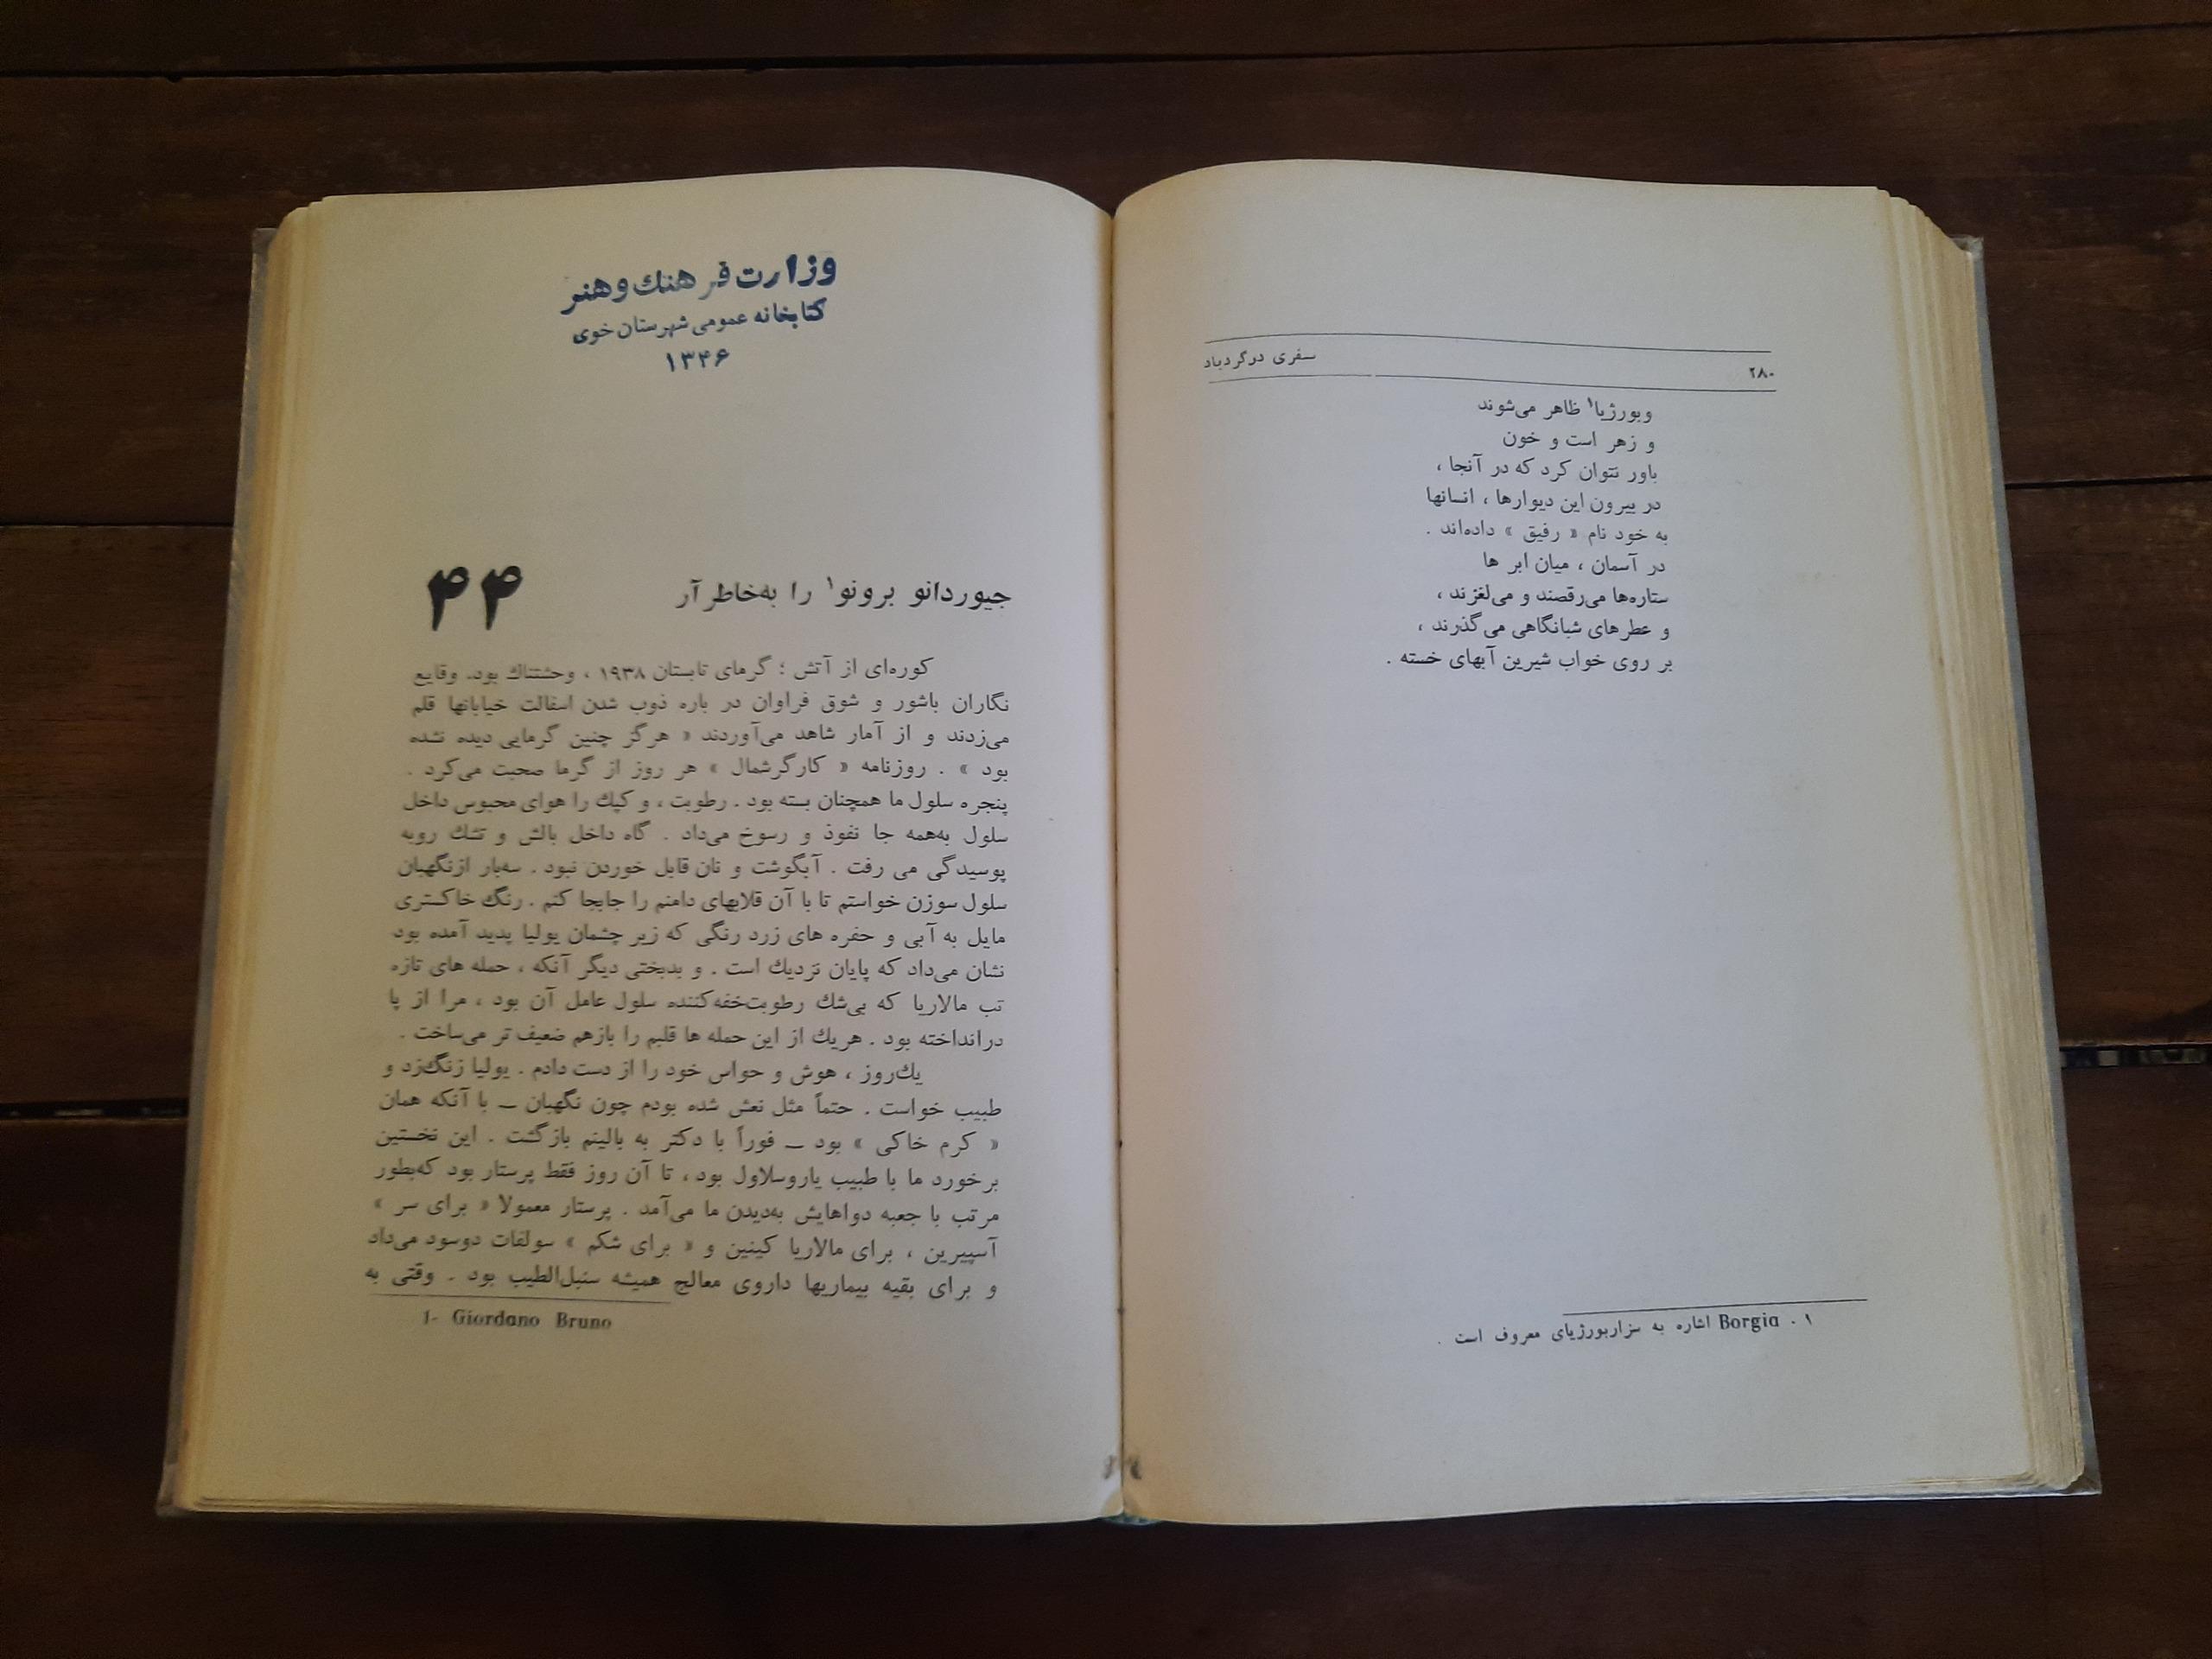 سفری در گردباد
۲۸۰
وبورژیا۱ ظاهر می‌شوند
و زهر است و خون
باور نتوان کرد که در آنجا ،
در بیرون این دیوارها ، انسانها
به خود نام « رفیق » داده‌اند .
در آسمان ، میان ابر ها
ستاره‌ها می‌رقصند و می‌لغزند ،
و عطرهای شبانگاهی می‌گذرند ،
بر روی خواب شیرین آبهای خسته .
۱ . Borgia اشاره به سزاربورژیای معروف است .
وزارت فرهنك وهنر
كتابخانه عمومی شهرستان خوی
۱۳۴۶
۴۴
جیوردانو برونو۱ را به‌خاطر آر
کوره‌ای از آتش ؛ گرمای تابستان ۱۹۳۸ ، وحشتناك بود. وقایع
نگاران باشور و شوق فراوان در باره ذوب شدن اسفالت خیابانها قلم
می‌زدند و از آمار شاهد می‌آوردند « هرگز چنین گرمایی دیده نشده
بود » . روزنامه « کارگرشمال » هر روز از گرما صحبت می‌کرد .
پنجره سلول ما همچنان بسته بود . رطوبت ، و کپك را هوای محبوس داخل
سلول به‌همه جا نفوذ و رسوخ می‌داد . گاه داخل بالش و تشك روبه
پوسیدگی می رفت . آبگوشت و نان قابل خوردن نبود . سه‌بار ازنگهبان
سلول سوزن خواستم تا با آن قلابهای دامنم را جابجا کنم . رنگ خاکستری
مایل به آبی و حفره های زرد رنگی که زیر چشمان یولیا پدید آمده بود
نشان می‌داد که پایان نزدیك است . و بدبختی دیگر آنکه ، حمله های تازه
تب مالاریا که بی‌شك رطوبت‌خفه‌کننده سلول عامل آن بود ، مرا از پا
درانداخته بود . هریك از این حمله ها قلبم را بازهم ضعیف تر می‌ساخت .
یك‌روز ، هوش و حواس خود را از دست دادم . یولیا زنگ‌زد و
طبیب خواست . حتماً مثل نعش شده بودم چون نگهبان ــ با آنکه همان
« کرم خاکی » بود ــ فوراً با دکتر به بالینم بازگشت . این نخستین
برخورد ما با طبیب یاروسلاول بود ، تا آن روز فقط پرستار بود که‌بطور
مرتب با جعبه دواهایش به‌دیدن ما می‌آمد . پرستار معمولا « برای سر »
آسپیرین ، برای مالاریا کینین و « برای شکم » سولفات دوسود می‌داد
و برای بقیه بیماریها داروی معالج همیشه سنبل‌الطیب بود . وقتی به
1- Giordano Bruno